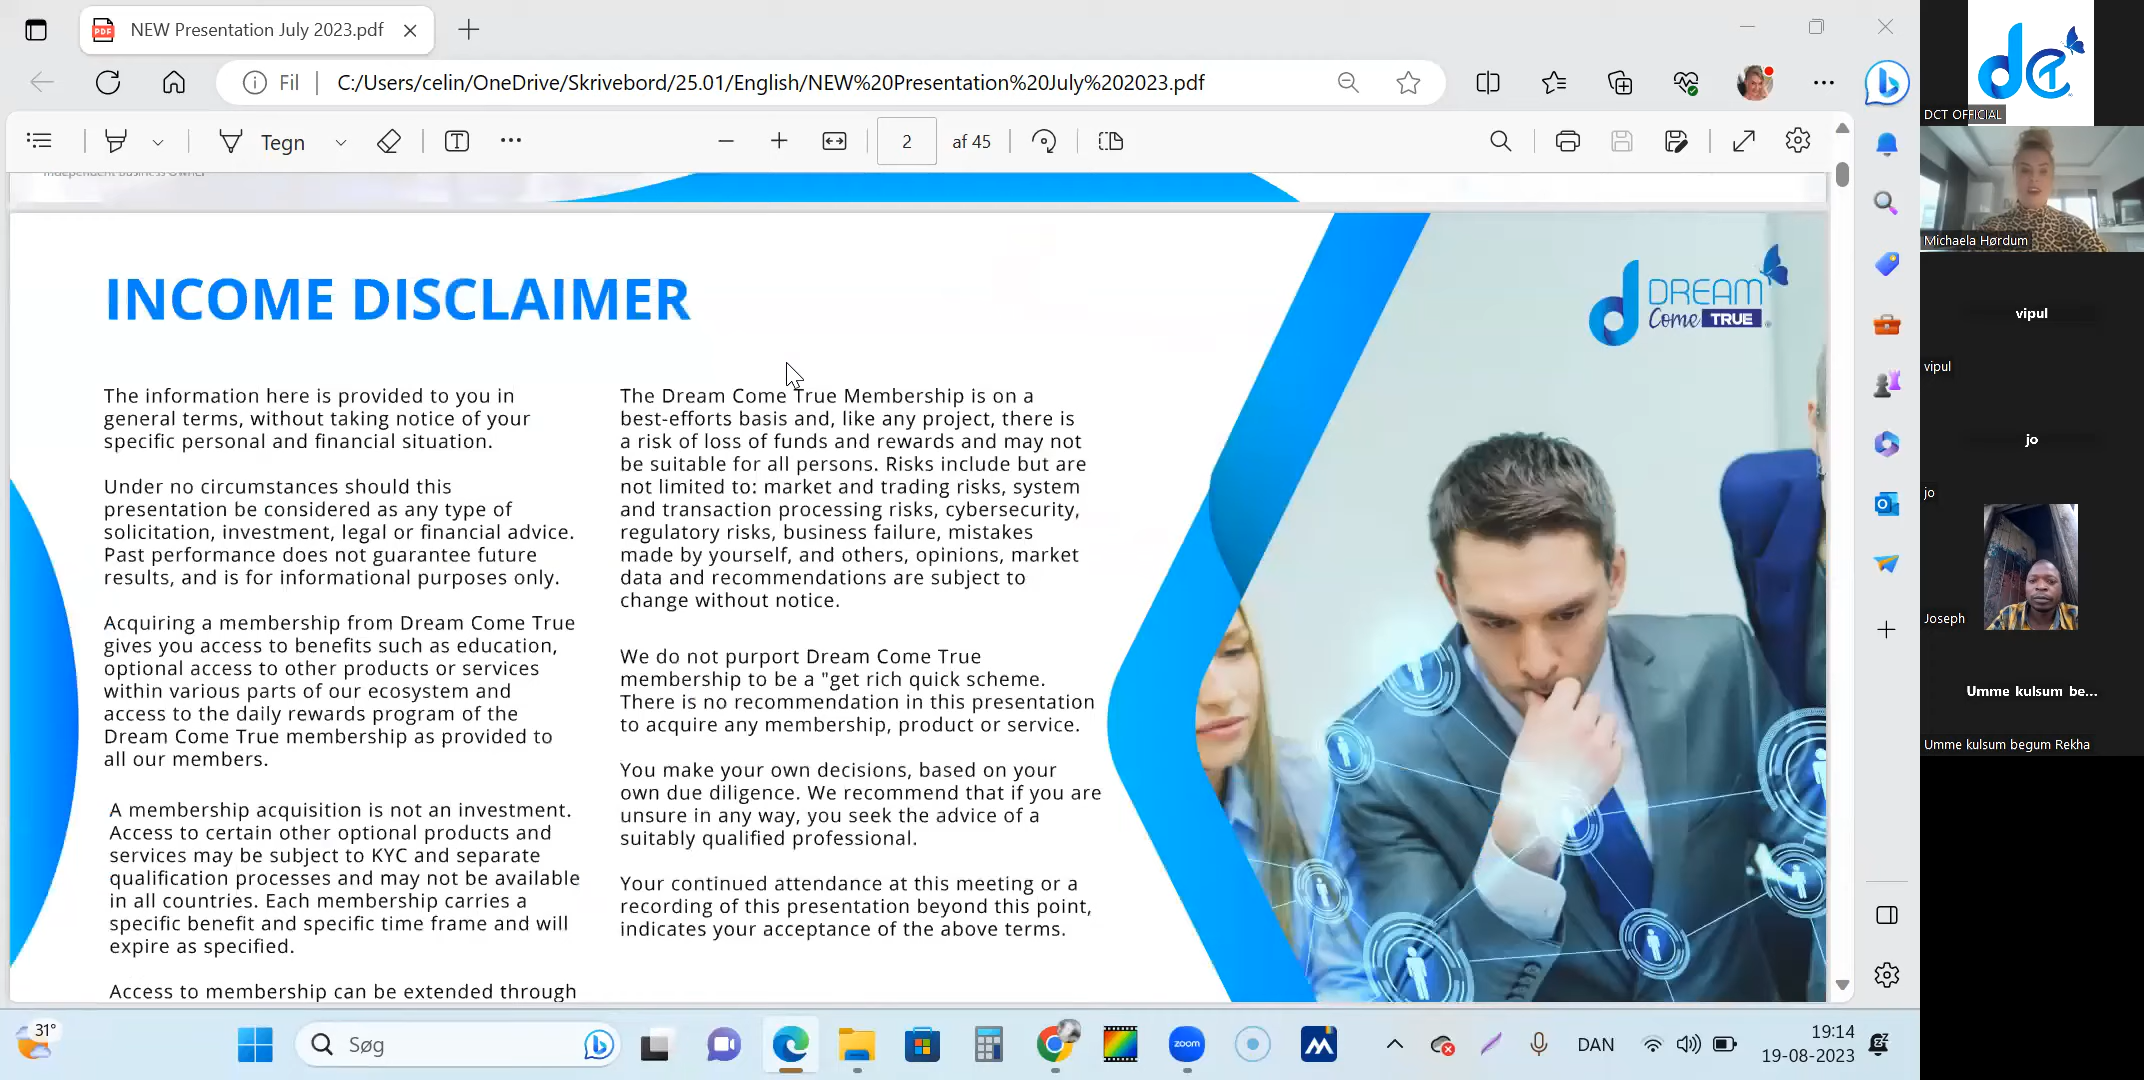 NEW Presentation July 2023.pdf
Fil
C:/Users/celin/OneDrive/Skrivebord/25.01/English/NEW%20Presentation%20July%202023.pdf
Tegn
2
af 45
Independent Business Owner
INCOME DISCLAIMER
The information here is provided to you in
general terms, without taking notice of your
specific personal and financial situation.
Under no circumstances should this
presentation be considered as any type of
solicitation, investment, legal or financial advice.
Past performance does not guarantee future
results, and is for informational purposes only.
Acquiring a membership from Dream Come True
gives you access to benefits such as education,
optional access to other products or services
within various parts of our ecosystem and
access to the daily rewards program of the
Dream Come True membership as provided to
all our members.
A membership acquisition is not an investment.
Access to certain other optional products and
services may be subject to KYC and separate
qualification processes and may not be available
in all countries. Each membership carries a
specific benefit and specific time frame and will
expire as specified.
Access to membership can be extended through
The Dream Come True Membership is on a
best-efforts basis and, like any project, there is
a risk of loss of funds and rewards and may not
be suitable for all persons. Risks include but are
not limited to: market and trading risks, system
and transaction processing risks, cybersecurity,
regulatory risks, business failure, mistakes
made by yourself, and others, opinions, market
data and recommendations are subject to
change without notice.
We do not purport Dream Come True
membership to be a "get rich quick scheme.
There is no recommendation in this presentation
to acquire any membership, product or service.
You make your own decisions, based on your
own due diligence. We recommend that if you are
unsure in any way, you seek the advice of a
suitably qualified professional.
Your continued attendance at this meeting or a
recording of this presentation beyond this point,
indicates your acceptance of the above terms.
DREAM
Come TRUE
dct
DCT OFFICIAL
Michaela Hørdum
vipul
vipul
jo
jo
Joseph
Umme kulsum be...
Umme kulsum begum Rekha
31°
Søg
zoom
DAN
19:14
19-08-2023